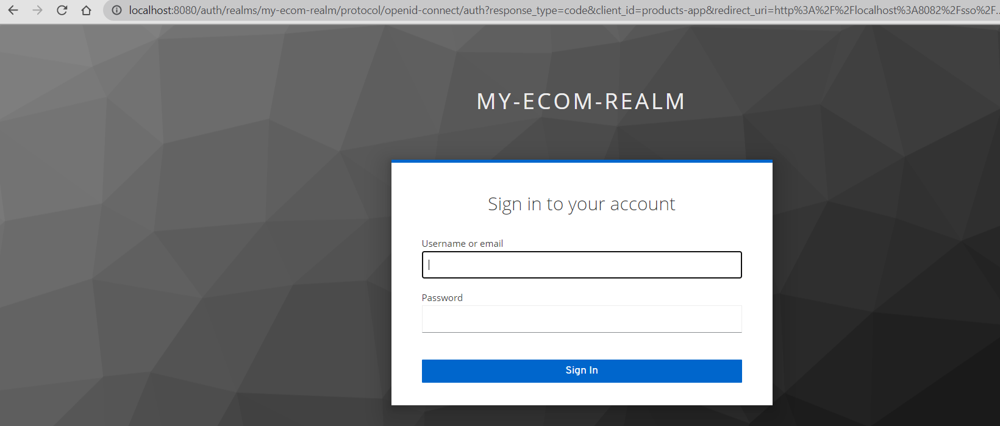 localhost:8080/auth/realms/my-ecom-realm/protocol/openid-connect/auth?response_type=code&client_id=products-app&redirect_uri=http%3A%2F%2Flocalhost%3A8082%2Fsso%2F...
MY-ECOM-REALM
Sign in to your account
Username or email
Password
Sign In